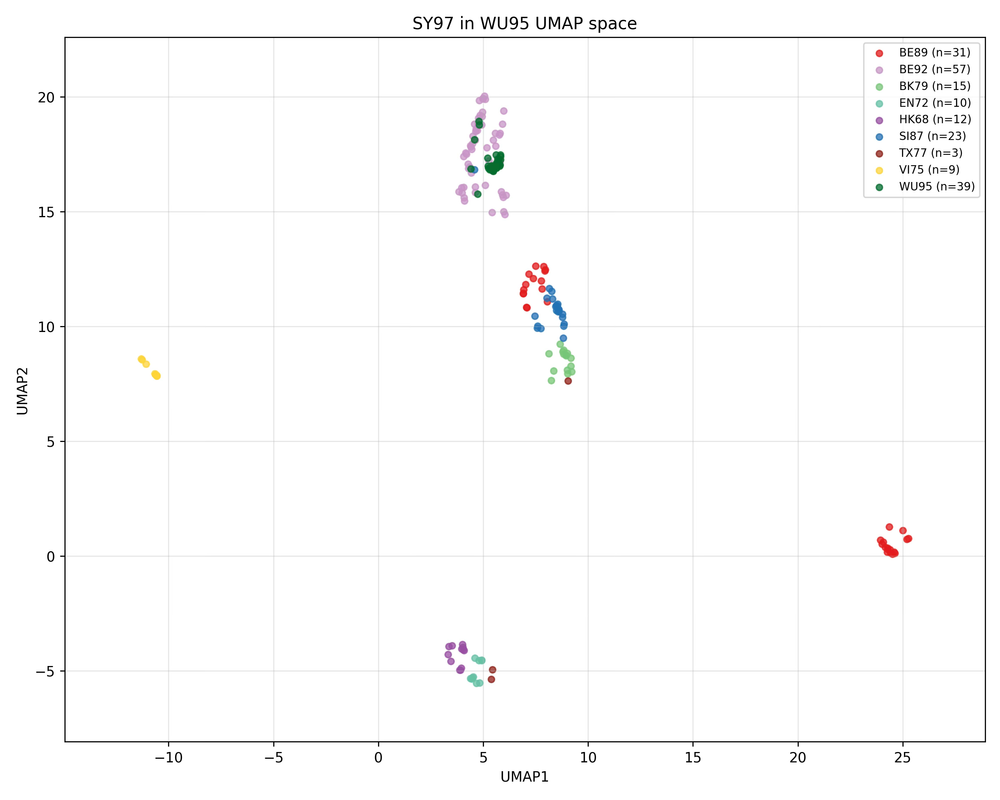 SY97 in WU95 UMAP space
BE89 (n=31)
BE92 (n=57)
BK79 (n=15)
EN72 (n=10)
HK68 (n=12)
SI87 (n=23)
TX77 (n=3)
VI75 (n=9)
WU95 (n=39)
UMAP2
20
15
10
5
0
−5
−10
−5
0
5
10
15
20
25
UMAP1